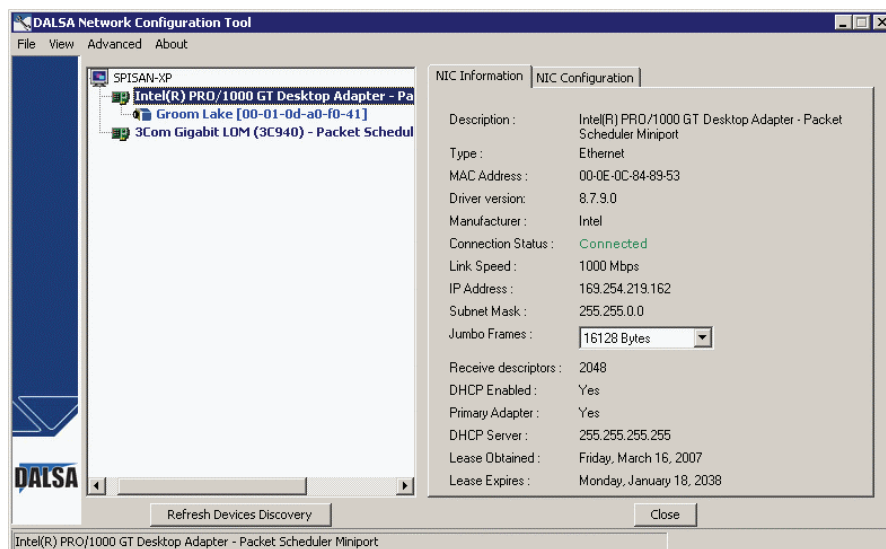 DALSA Network Configuration Tool
File View Advanced About
SPISAN-XP
Intel(R) PRO/1000 GT Desktop Adapter - Pa
Groom Lake [00-01-0d-a0-f0-41]
3Com Gigabit LOM (3C940) - Packet Schedul
NIC Information NIC Configuration
Description : Intel(R) PRO/1000 GT Desktop Adapter - Packet
Scheduler Miniport
Type : Ethernet
MAC Address : 00-0E-0C-84-89-53
Driver version: 8.7.9.0
Manufacturer : Intel
Connection Status : Connected
Link Speed : 1000 Mbps
IP Address : 169.254.219.162
Subnet Mask : 255.255.0.0
Jumbo Frames : 16128 Bytes
Receive descriptors : 2048
DHCP Enabled : Yes
Primary Adapter : Yes
DHCP Server : 255.255.255.255
Lease Obtained : Friday, March 16, 2007
Lease Expires : Monday, January 18, 2038
DALSA
Refresh Devices Discovery Close
Intel(R) PRO/1000 GT Desktop Adapter - Packet Scheduler Miniport